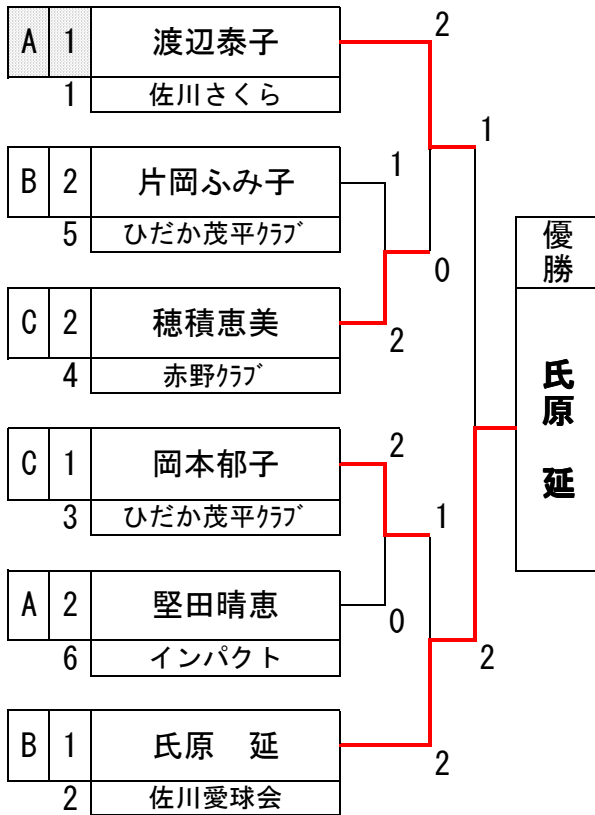 A 1 渡辺泰子
1 佐川さくら
B 2 片岡ふみ子
5 ひだか茂平ｸﾗﾌﾞ
C 2 穂積恵美
4 赤野ｸﾗﾌﾞ
C 1 岡本郁子
3 ひだか茂平ｸﾗﾌﾞ
A 2 堅田晴恵
6 インパクト
B 1 氏原　延
2 佐川愛球会
2
1
1
0
2
2
1
0
2
2
優勝
氏原　延